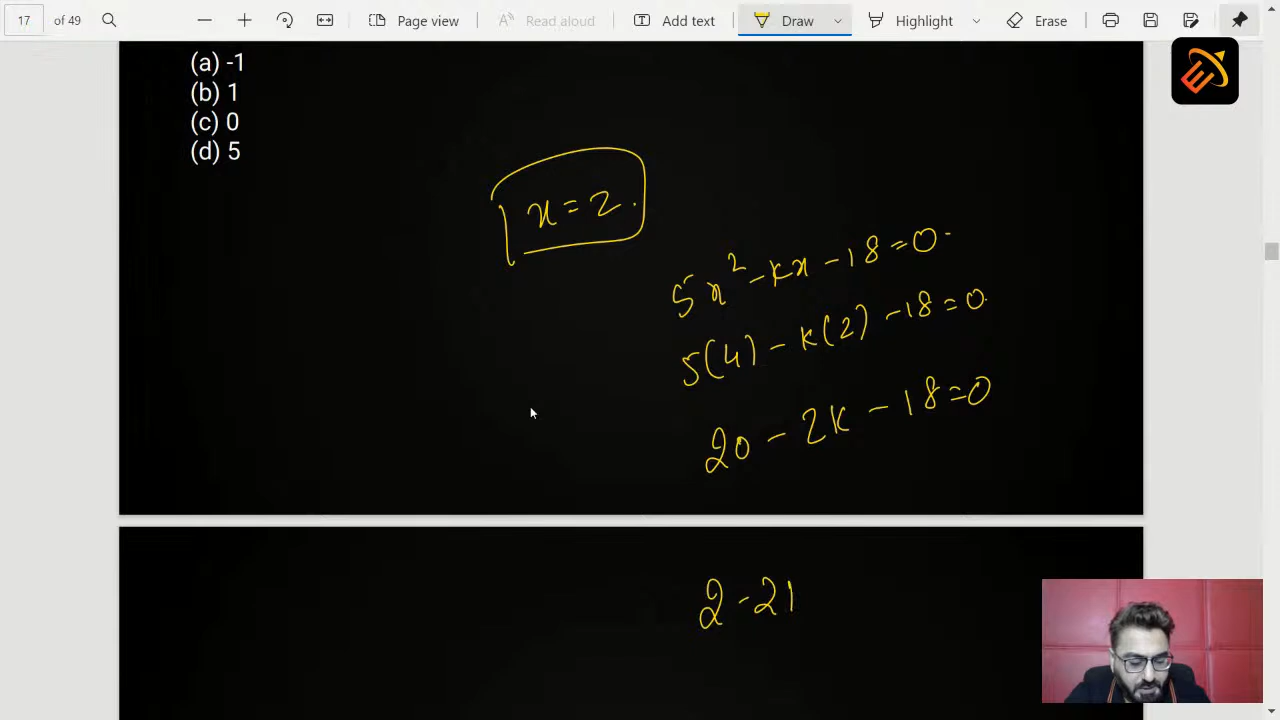 17 of 49 Page view Read aloud Add text Draw Highlight Erase
(a) -1
(b) 1
(c) 0
(d) 5
x = 2.
5x² - kx - 18 = 0.
5(4) - k(2) - 18 = 0.
20 - 2k - 18 = 0
2 - 21